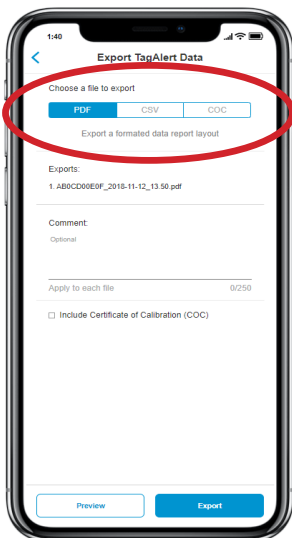 1:40
Export TagAlert Data
Choose a file to export
PDF CSV COC
Export a formated data report layout
Exports:
1. AB0CD00E0F_2018-11-12_13.50.pdf
Comment:
Optional
Apply to each file 0/250
Include Certificate of Calibration (COC)
Preview Export